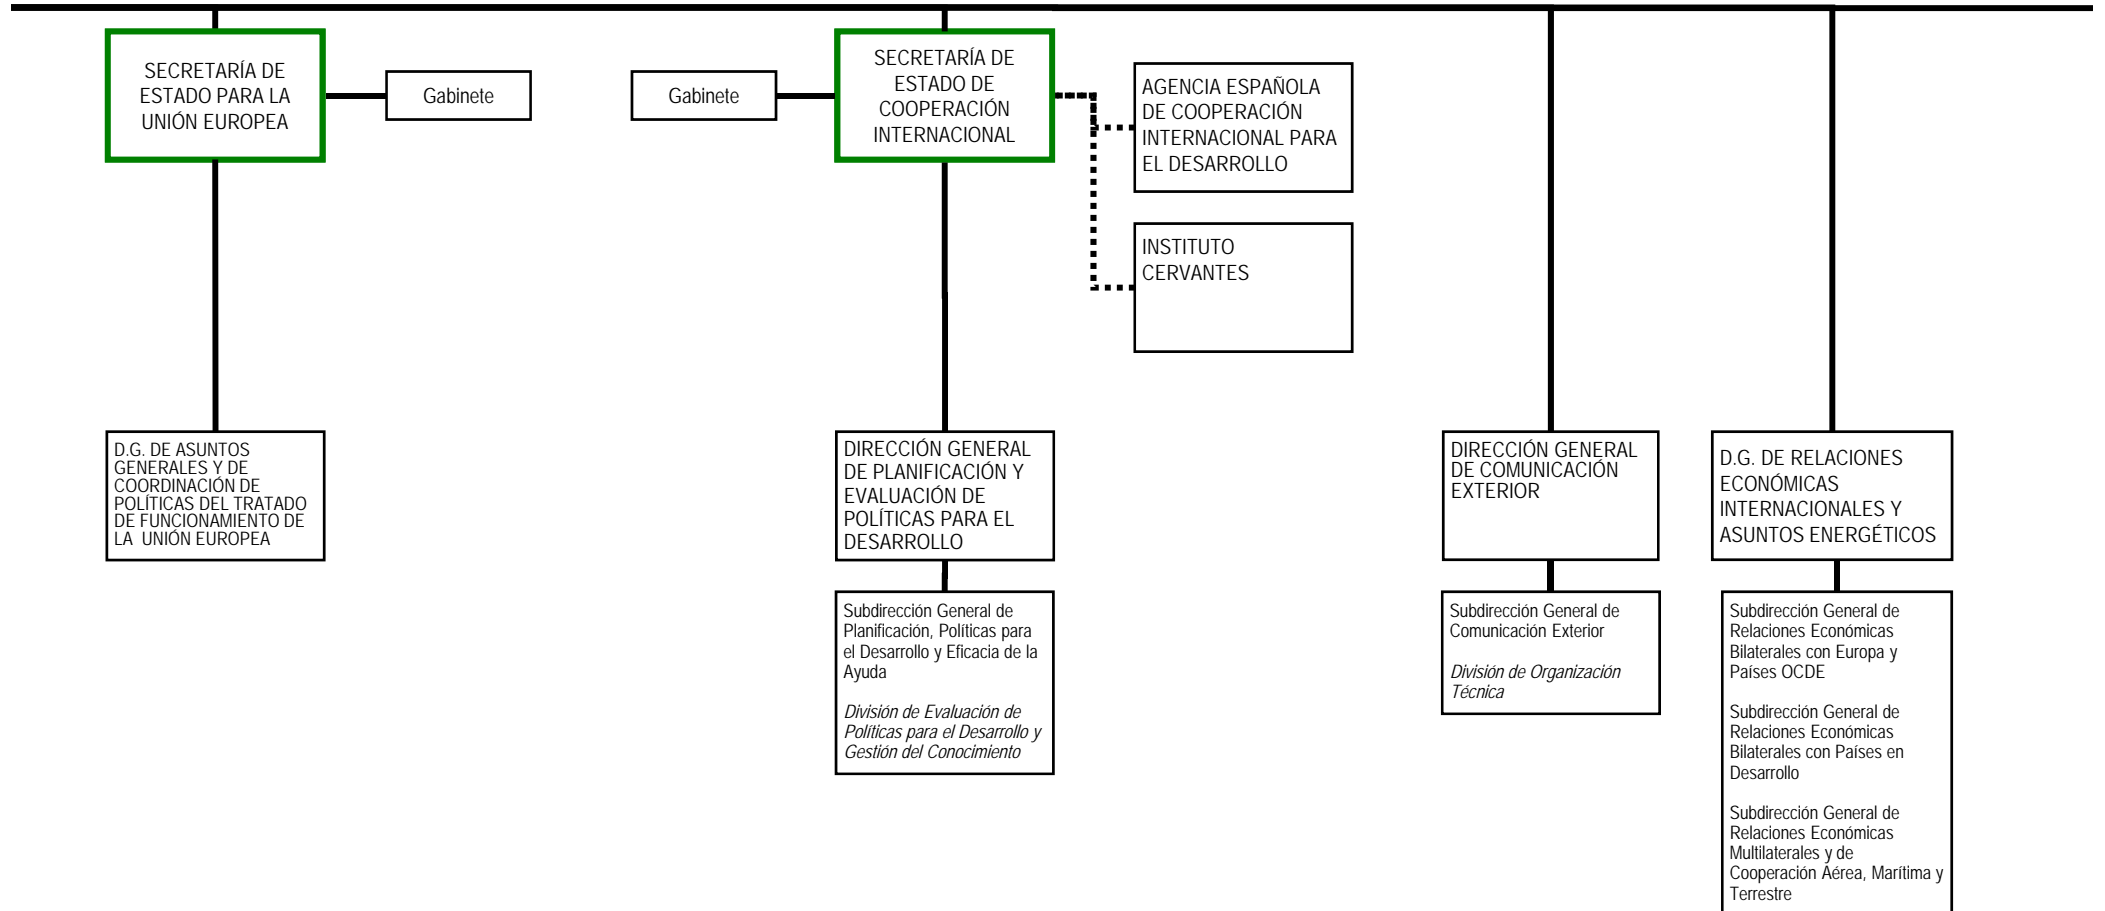 SECRETARÍA DE
ESTADO PARA LA
UNIÓN EUROPEA
Gabinete
Gabinete
SECRETARÍA DE
ESTADO DE
COOPERACIÓN
INTERNACIONAL
AGENCIA ESPAÑOLA
DE COOPERACIÓN
INTERNACIONAL PARA
EL DESARROLLO
INSTITUTO
CERVANTES
D.G. DE ASUNTOS
GENERALES Y DE
COORDINACIÓN DE
POLÍTICAS DEL TRATADO
DE FUNCIONAMIENTO DE
LA UNIÓN EUROPEA
DIRECCIÓN GENERAL
DE PLANIFICACIÓN Y
EVALUACIÓN DE
POLÍTICAS PARA EL
DESARROLLO
Subdirección General de
Planificación, Políticas para
el Desarrollo y Eficacia de la
Ayuda
División de Evaluación de
Políticas para el Desarrollo y
Gestión del Conocimiento
DIRECCIÓN GENERAL
DE COMUNICACIÓN
EXTERIOR
Subdirección General de
Comunicación Exterior
División de Organización
Técnica
D.G. DE RELACIONES
ECONÓMICAS
INTERNACIONALES Y
ASUNTOS ENERGÉTICOS
Subdirección General de
Relaciones Económicas
Bilaterales con Europa y
Países OCDE
Subdirección General de
Relaciones Económicas
Bilaterales con Países en
Desarrollo
Subdirección General de
Relaciones Económicas
Multilaterales y de
Cooperación Aérea, Marítima y
Terrestre